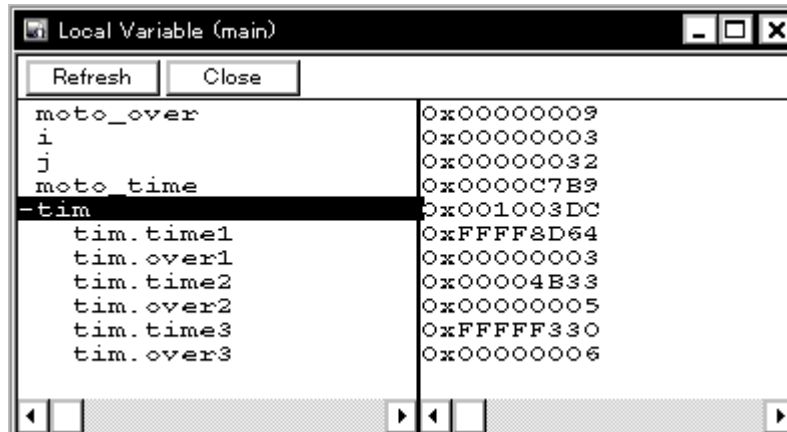 Local Variable (main)
Refresh Close
moto_over 0x00000009
i 0x00000003
j 0x00000032
moto_time 0x0000C7B9
-tim 0x001003DC
tim.time1 0xFFFF8D64
tim.over1 0x00000003
tim.time2 0x00004B33
tim.over2 0x00000005
tim.time3 0xFFFFF330
tim.over3 0x00000006